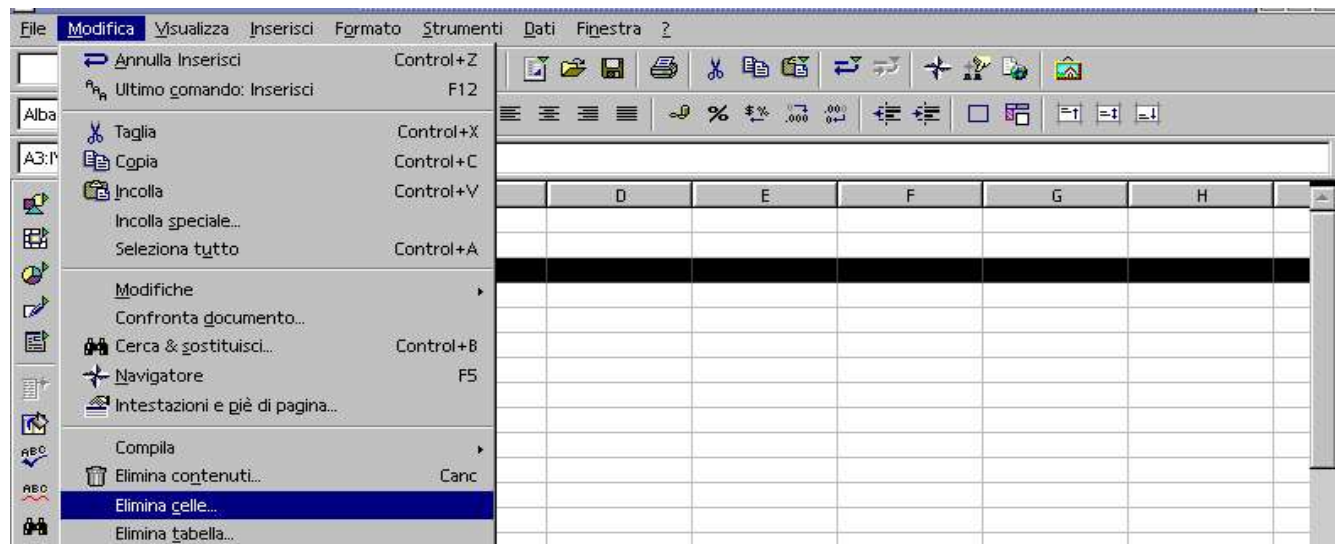 File Modifica Visualizza Inserisci Formato Strumenti Dati Finestra ?
Annulla Inserisci Control+Z
Ultimo comando: Inserisci F12
Alba
Taglia Control+X
A3:I
Copia Control+C
Incolla Control+V
D E F G H
Incolla speciale...
Seleziona tutto Control+A
Modifiche
Confronta documento...
Cerca & sostituisci... Control+B
Navigatore F5
Intestazioni e piè di pagina...
Compila
Elimina contenuti... Canc
Elimina celle...
Elimina tabella...